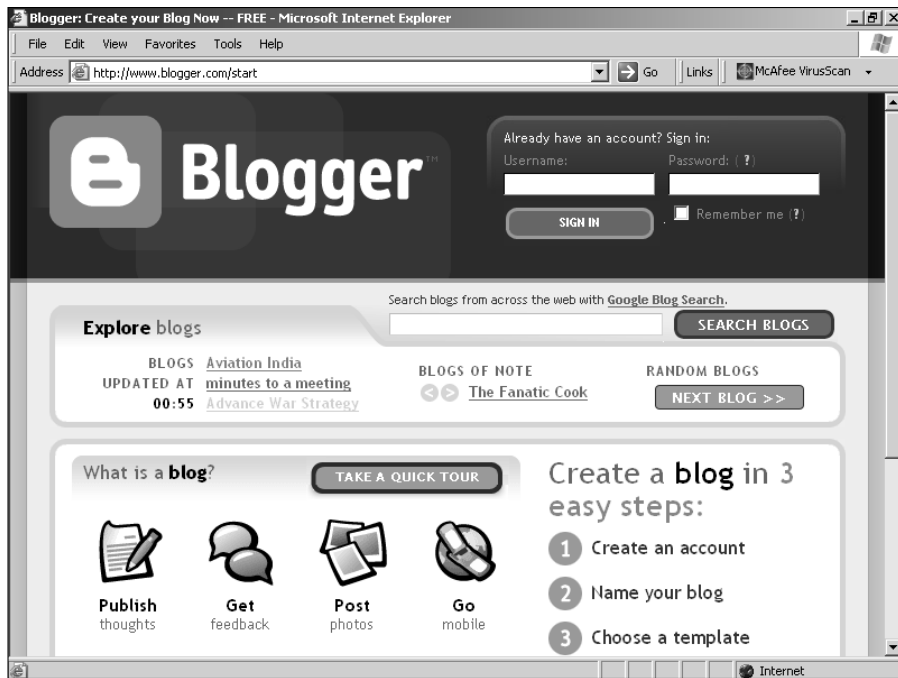 Blogger: Create your Blog Now -- FREE - Microsoft Internet Explorer
File Edit View Favorites Tools Help
Address http://www.blogger.com/start Go Links McAfee VirusScan
Blogger™
Already have an account? Sign in:
Username: Password: (?)
SIGN IN Remember me (?)
Search blogs from across the web with Google Blog Search.
Explore blogs SEARCH BLOGS
BLOGS UPDATED AT 00:55
Aviation India
minutes to a meeting
Advance War Strategy
BLOGS OF NOTE
The Fanatic Cook
RANDOM BLOGS
NEXT BLOG >>
What is a blog? TAKE A QUICK TOUR
Publish thoughts
Get feedback
Post photos
Go mobile
Create a blog in 3
easy steps:
1 Create an account
2 Name your blog
3 Choose a template
Internet